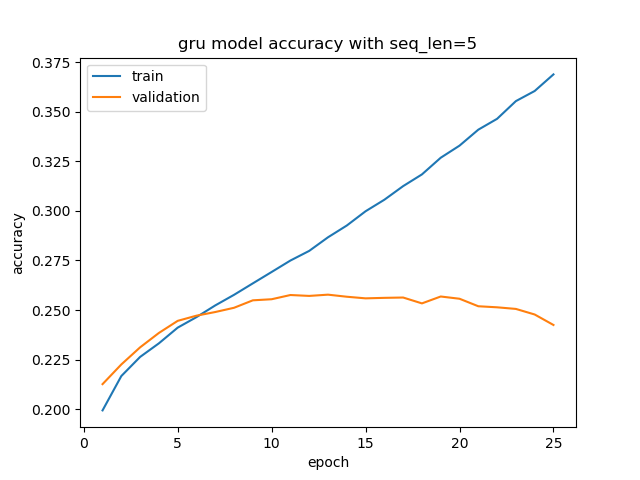 gru model accuracy with seq_len=5
train
validation
accuracy
0.375
0.350
0.325
0.300
0.275
0.250
0.225
0.200
0 5 10 15 20 25
epoch